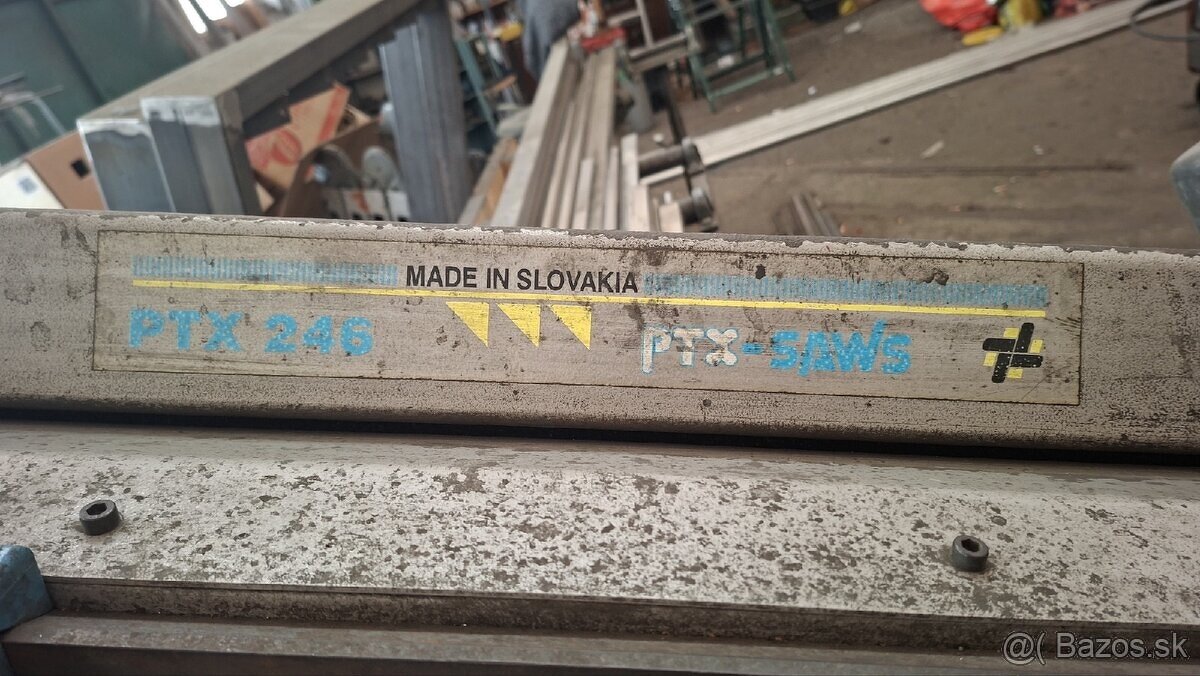 MADE IN SLOVAKIA
PTX 246 PTX-SAWS
@( Bazos.sk